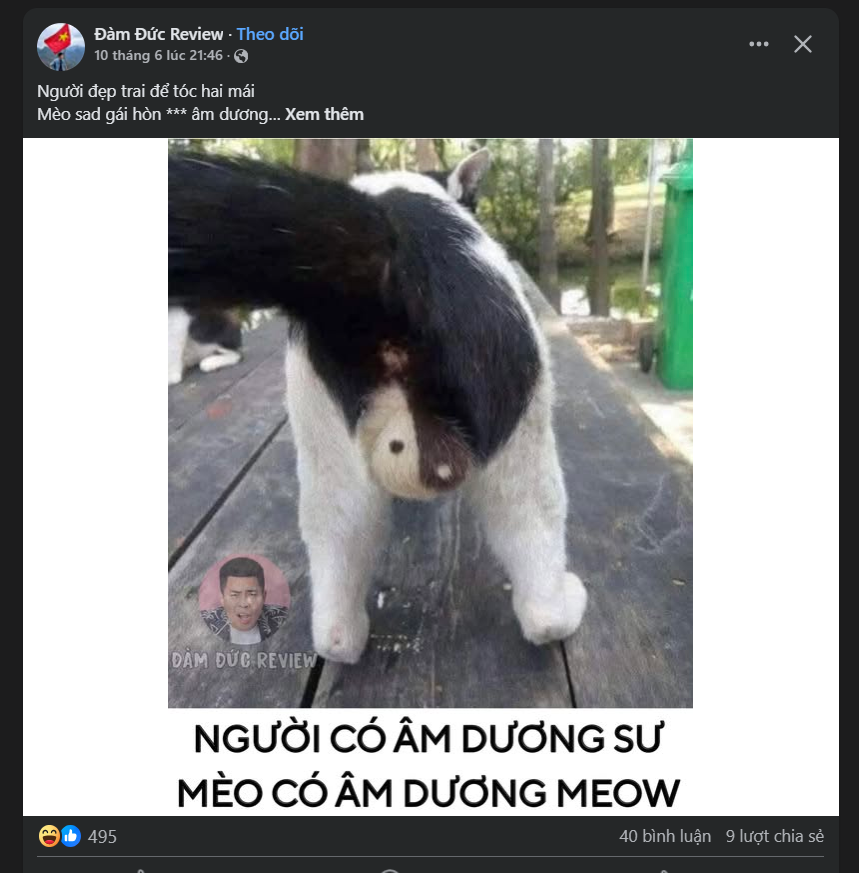 Đàm Đức Review · Theo dõi
10 tháng 6 lúc 21:46 ·
Người đẹp trai để tóc hai mái
Mèo sad gái hòn *** âm dương... Xem thêm
ĐÀM ĐỨC REVIEW
NGƯỜI CÓ ÂM DƯƠNG SƯ
MÈO CÓ ÂM DƯƠNG MEOW
495
40 bình luận 9 lượt chia sẻ